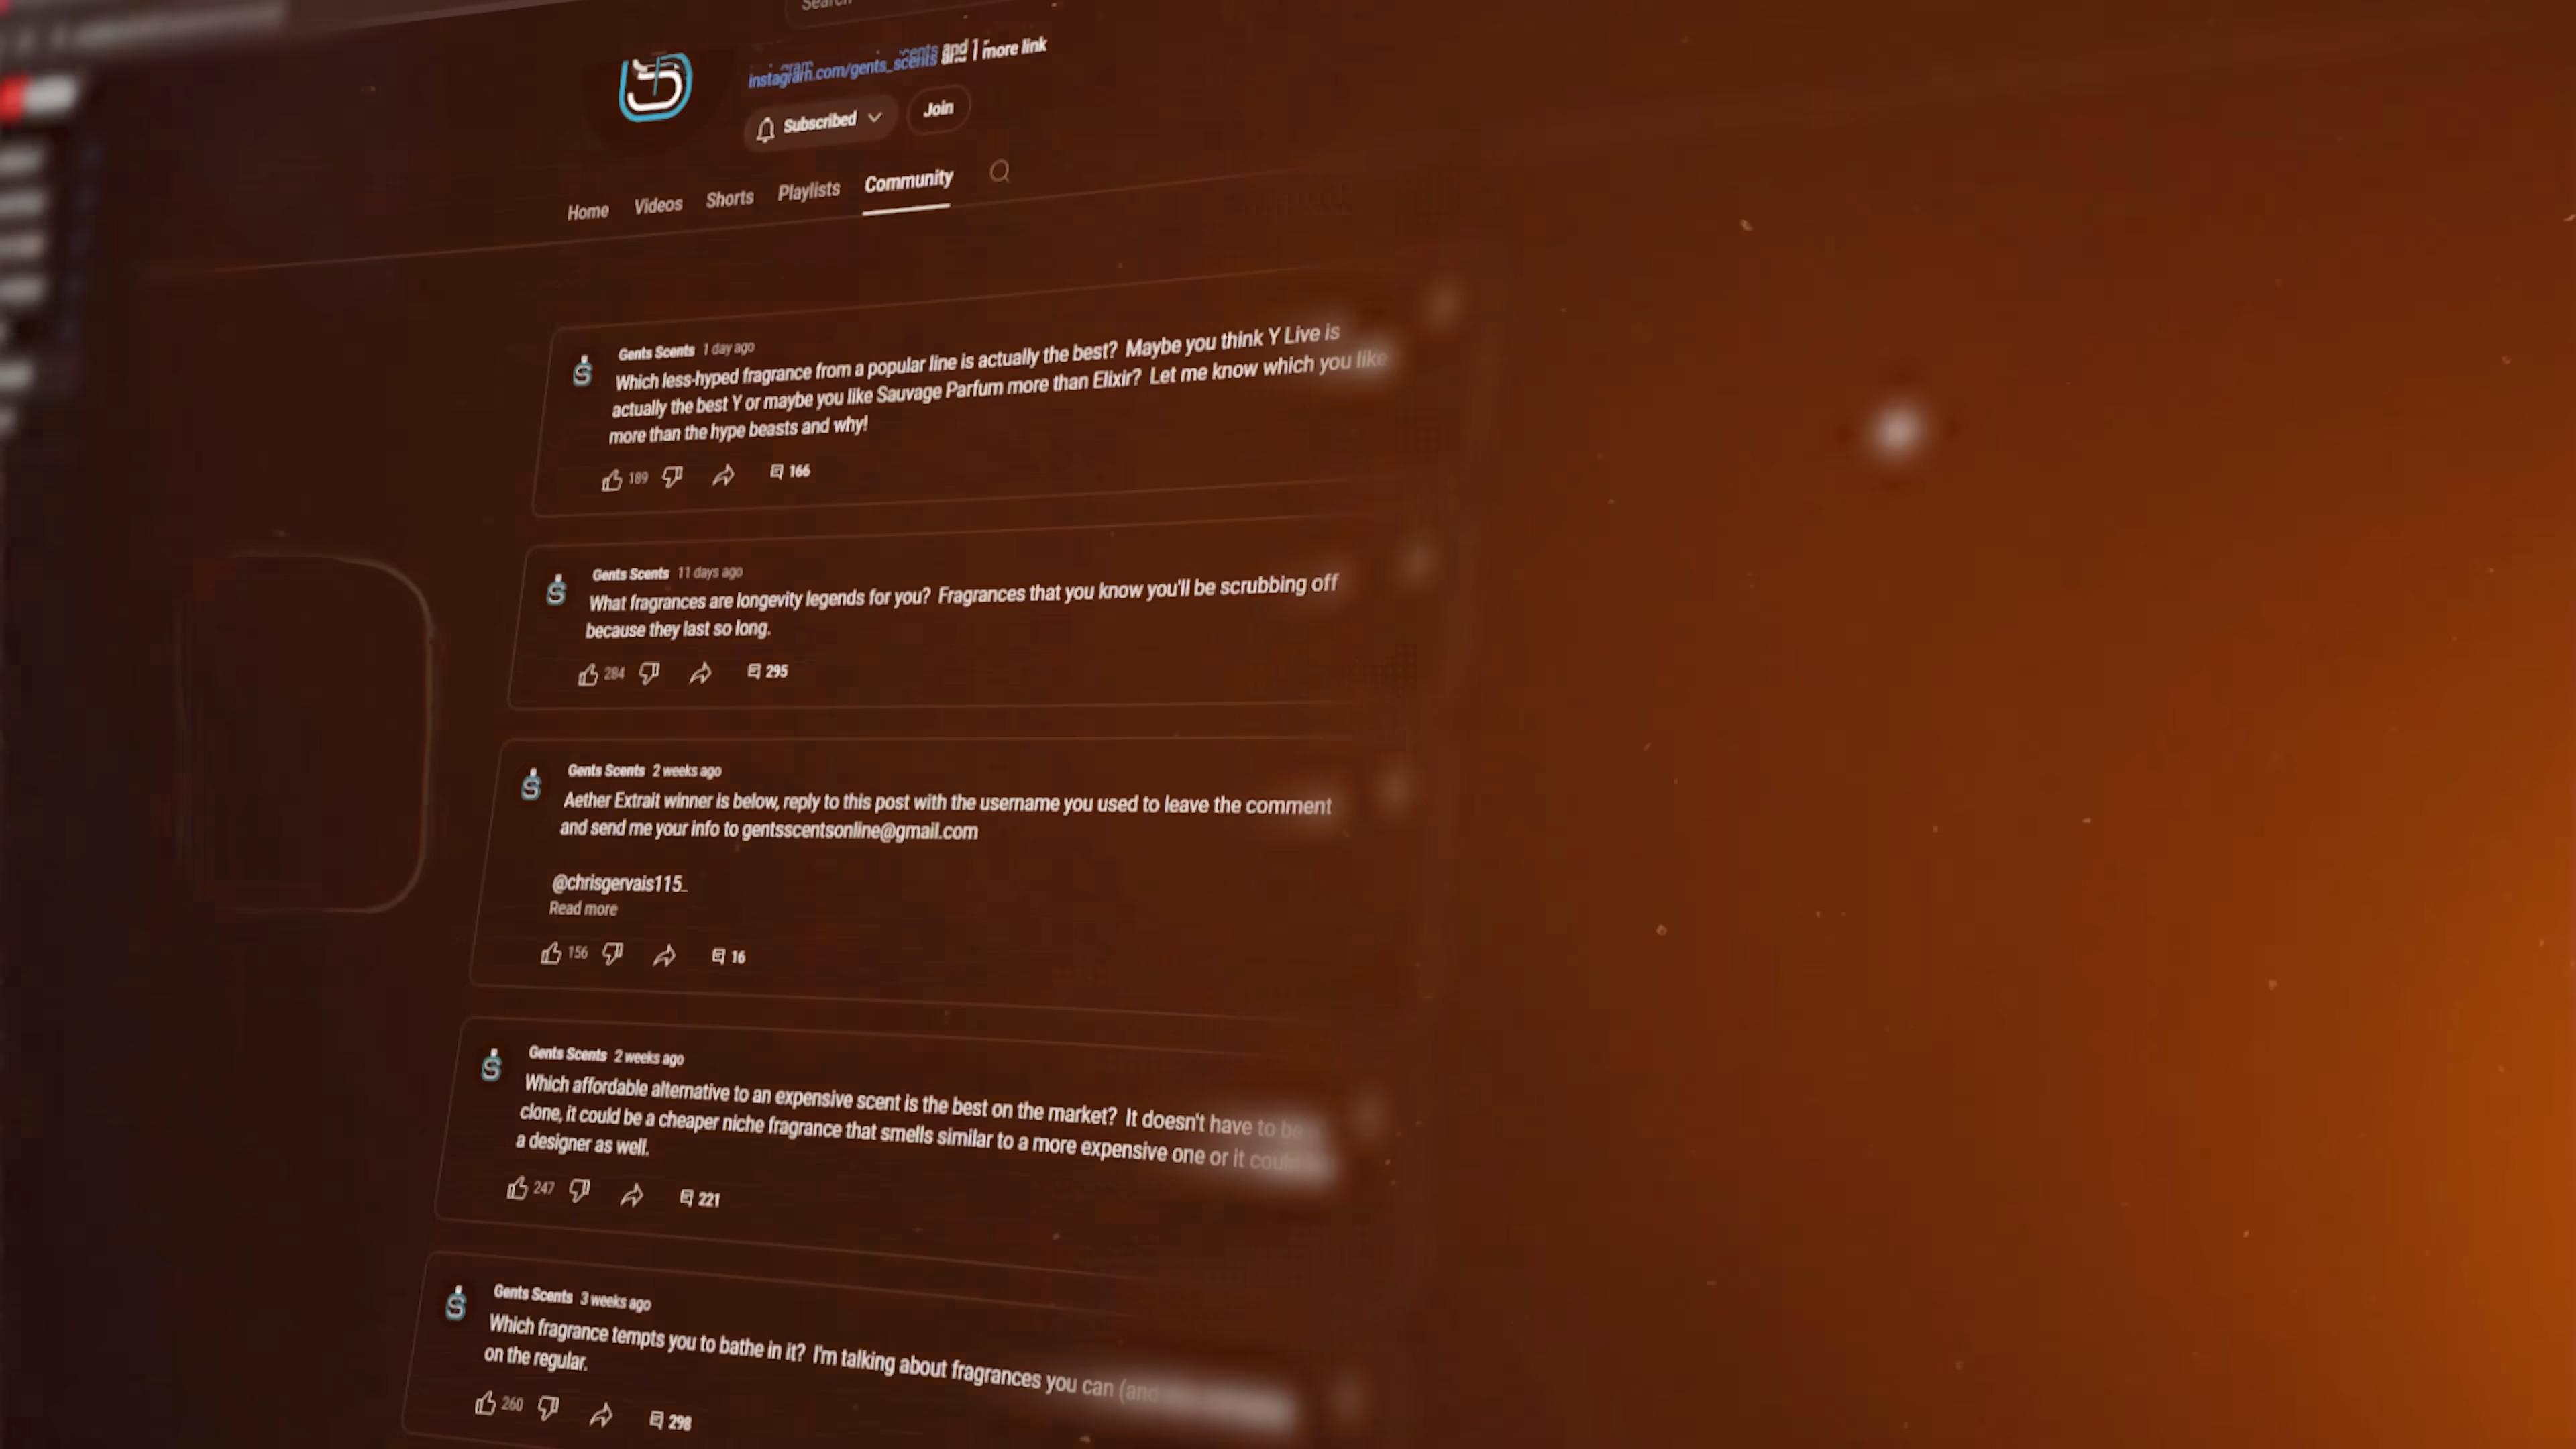 Search
instagram.com/gents_scents and 1 more link
Subscribed
Join
Home Videos Shorts Playlists Community
Gents Scents 1 day ago
Which less-hyped fragrance from a popular line is actually the best? Maybe you think Y Live is
actually the best Y or maybe you like Sauvage Parfum more than Elixir? Let me know which you like
more than the hype beasts and why!
189 166
Gents Scents 11 days ago
What fragrances are longevity legends for you? Fragrances that you know you'll be scrubbing off
because they last so long.
284 295
Gents Scents 2 weeks ago
Aether Extrait winner is below, reply to this post with the username you used to leave the comment
and send me your info to gentsscentsonline@gmail.com
@chrisgervais115_
Read more
156 16
Gents Scents 2 weeks ago
Which affordable alternative to an expensive scent is the best on the market? It doesn't have to be
clone, it could be a cheaper niche fragrance that smells similar to a more expensive one or it could
a designer as well.
247 221
Gents Scents 3 weeks ago
Which fragrance tempts you to bathe in it? I'm talking about fragrances you can (and
on the regular.
260 298